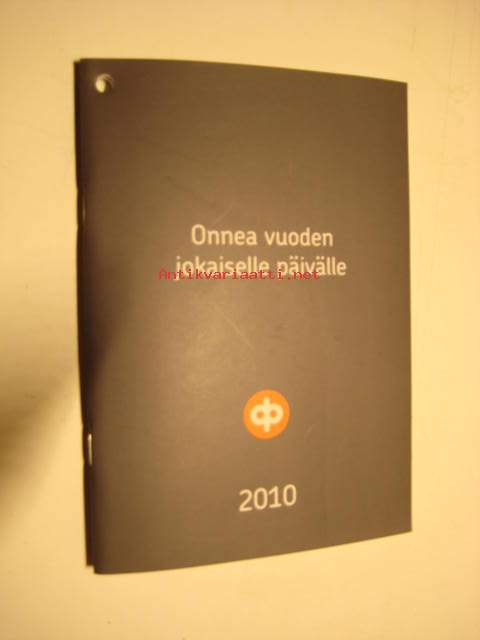 Onnea vuoden
jokaiselle päivälle
Antikvariaatti.net
2010